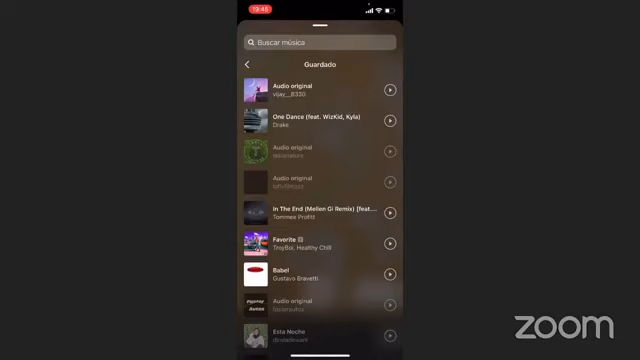 19:45
Buscar música
Guardado
Audio original
vijay__8330
One Dance (feat. WizKid, Kyla)
Drake
Audio original
Audio original
In The End (Mellen Gi Remix) [feat....
Tommee Profitt
Favorite
TroyBoi, Healthy Chill
Babel
Gustavo Bravetti
Audio original
Esta Noche
zoom